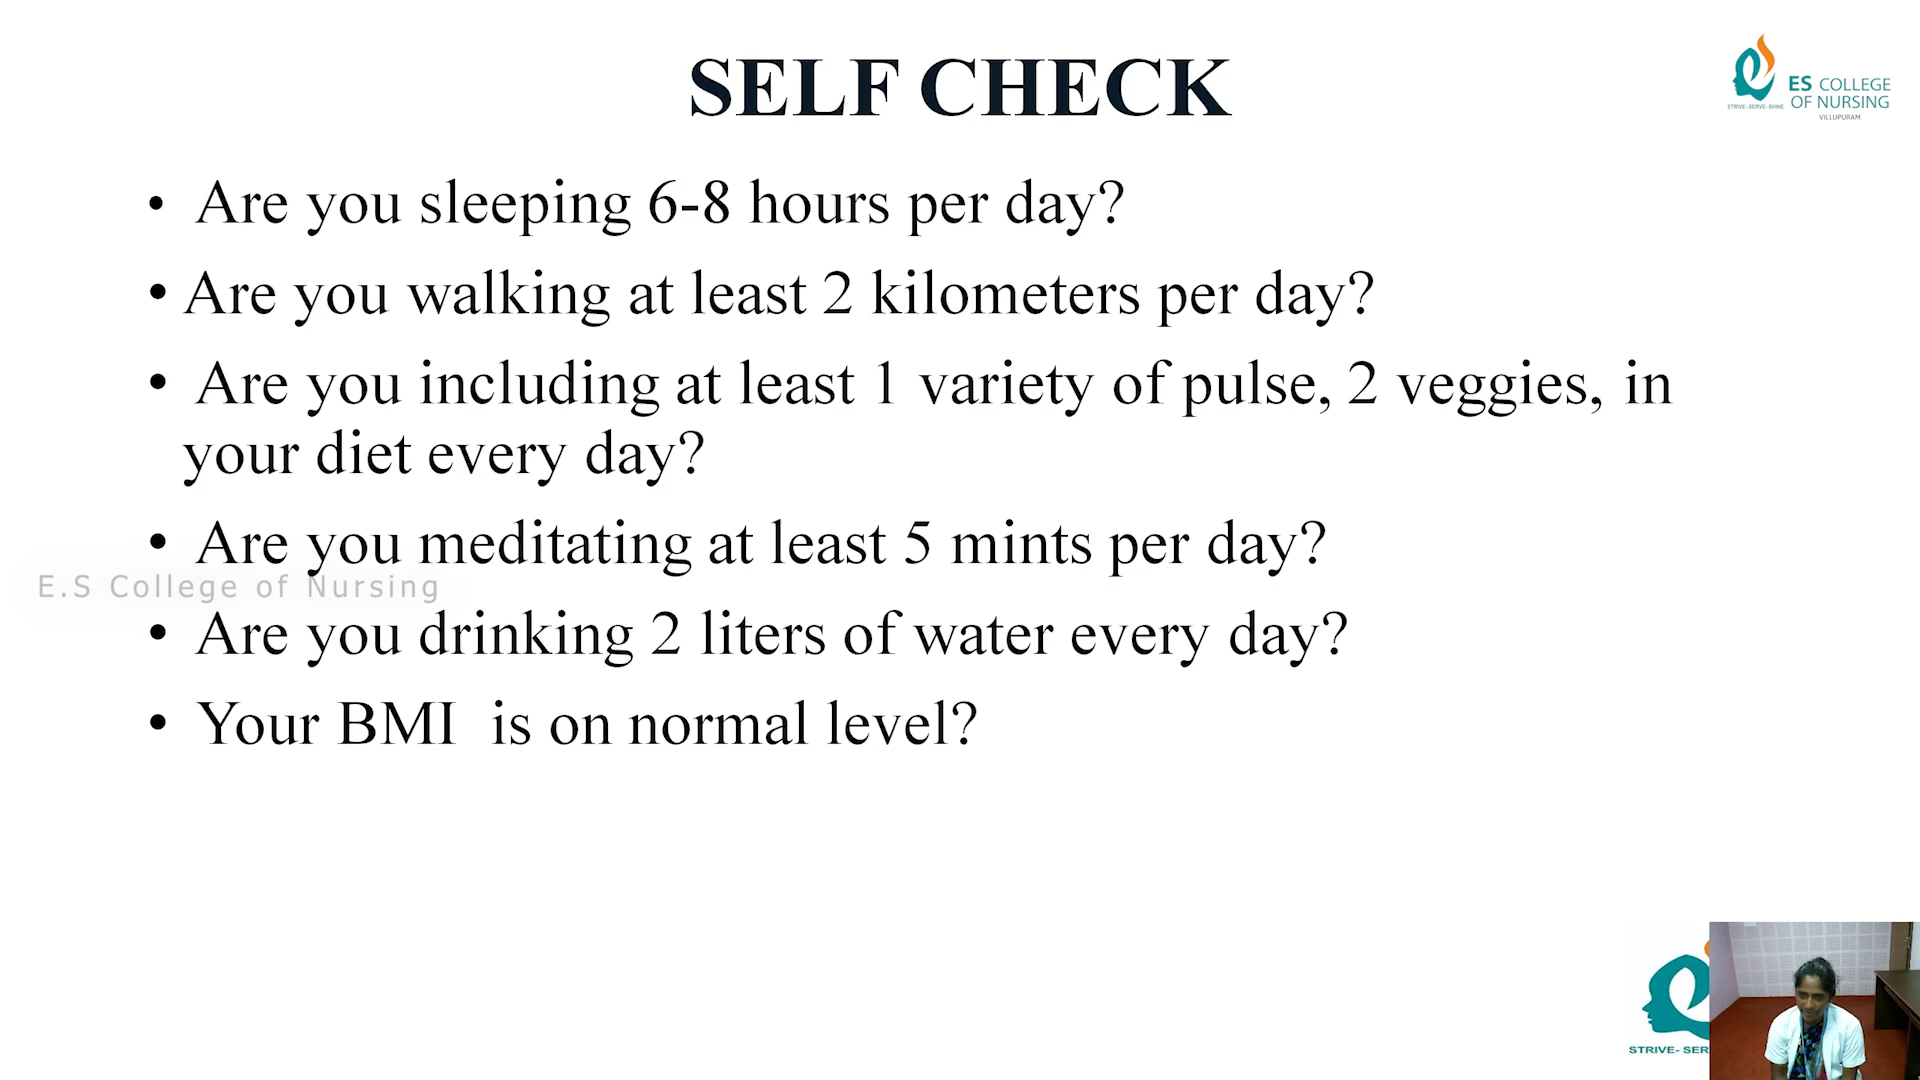 SELF CHECK
ES COLLEGE
OF NURSING
VILLUPURAM
STRIVE- SERVE- SHINE
• Are you sleeping 6-8 hours per day?
• Are you walking at least 2 kilometers per day?
• Are you including at least 1 variety of pulse, 2 veggies, in
your diet every day?
• Are you meditating at least 5 mints per day?
E.S College of Nursing
• Are you drinking 2 liters of water every day?
• Your BMI is on normal level?
STRIVE- SER